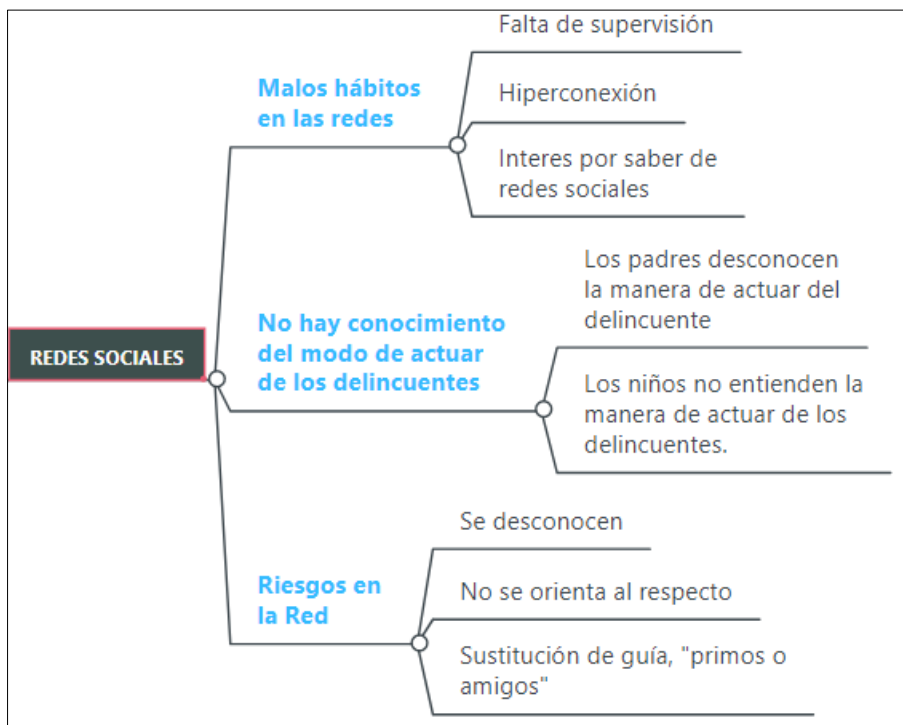 REDES SOCIALES
Malos hábitos
en las redes
Falta de supervisión
Hiperconexión
Interes por saber de
redes sociales
No hay conocimiento
del modo de actuar
de los delincuentes
Los padres desconocen
la manera de actuar del
delincuente
Los niños no entienden la
manera de actuar de los
delincuentes.
Riesgos en
la Red
Se desconocen
No se orienta al respecto
Sustitución de guía, "primos o
amigos"